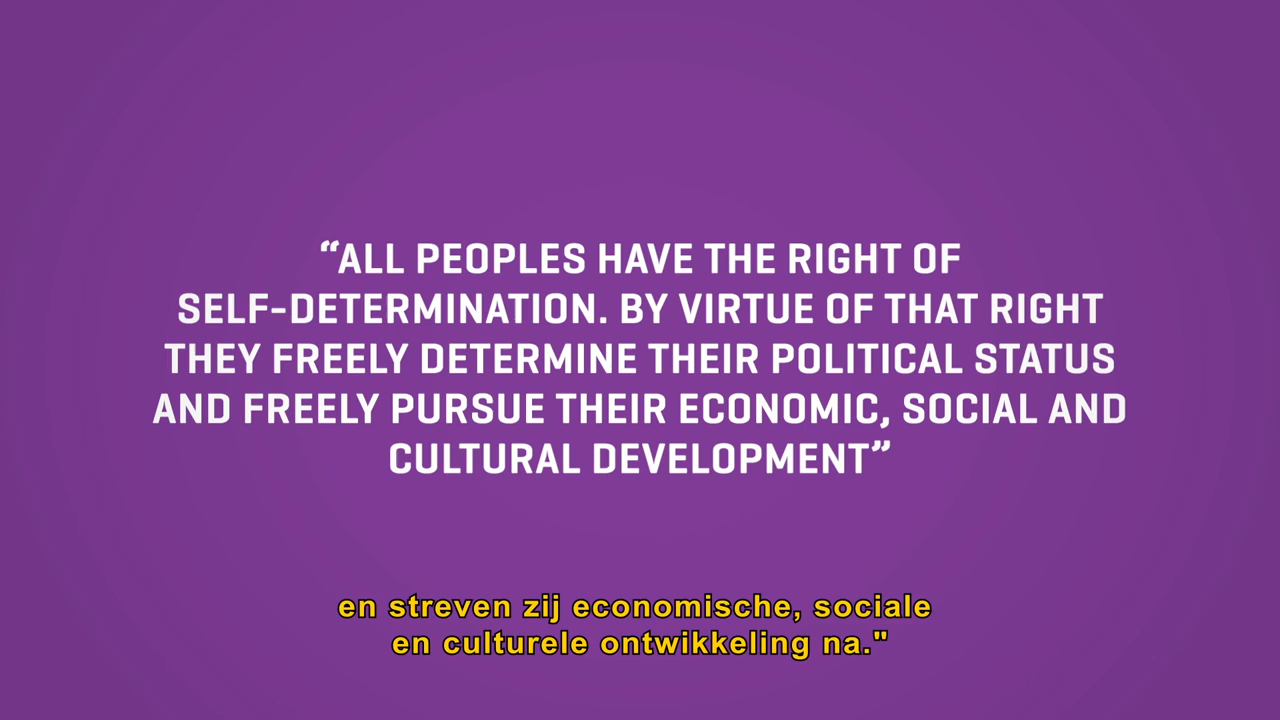 “ALL PEOPLES HAVE THE RIGHT OF
SELF-DETERMINATION. BY VIRTUE OF THAT RIGHT
THEY FREELY DETERMINE THEIR POLITICAL STATUS
AND FREELY PURSUE THEIR ECONOMIC, SOCIAL AND
CULTURAL DEVELOPMENT”
en streven zij economische, sociale
en culturele ontwikkeling na."